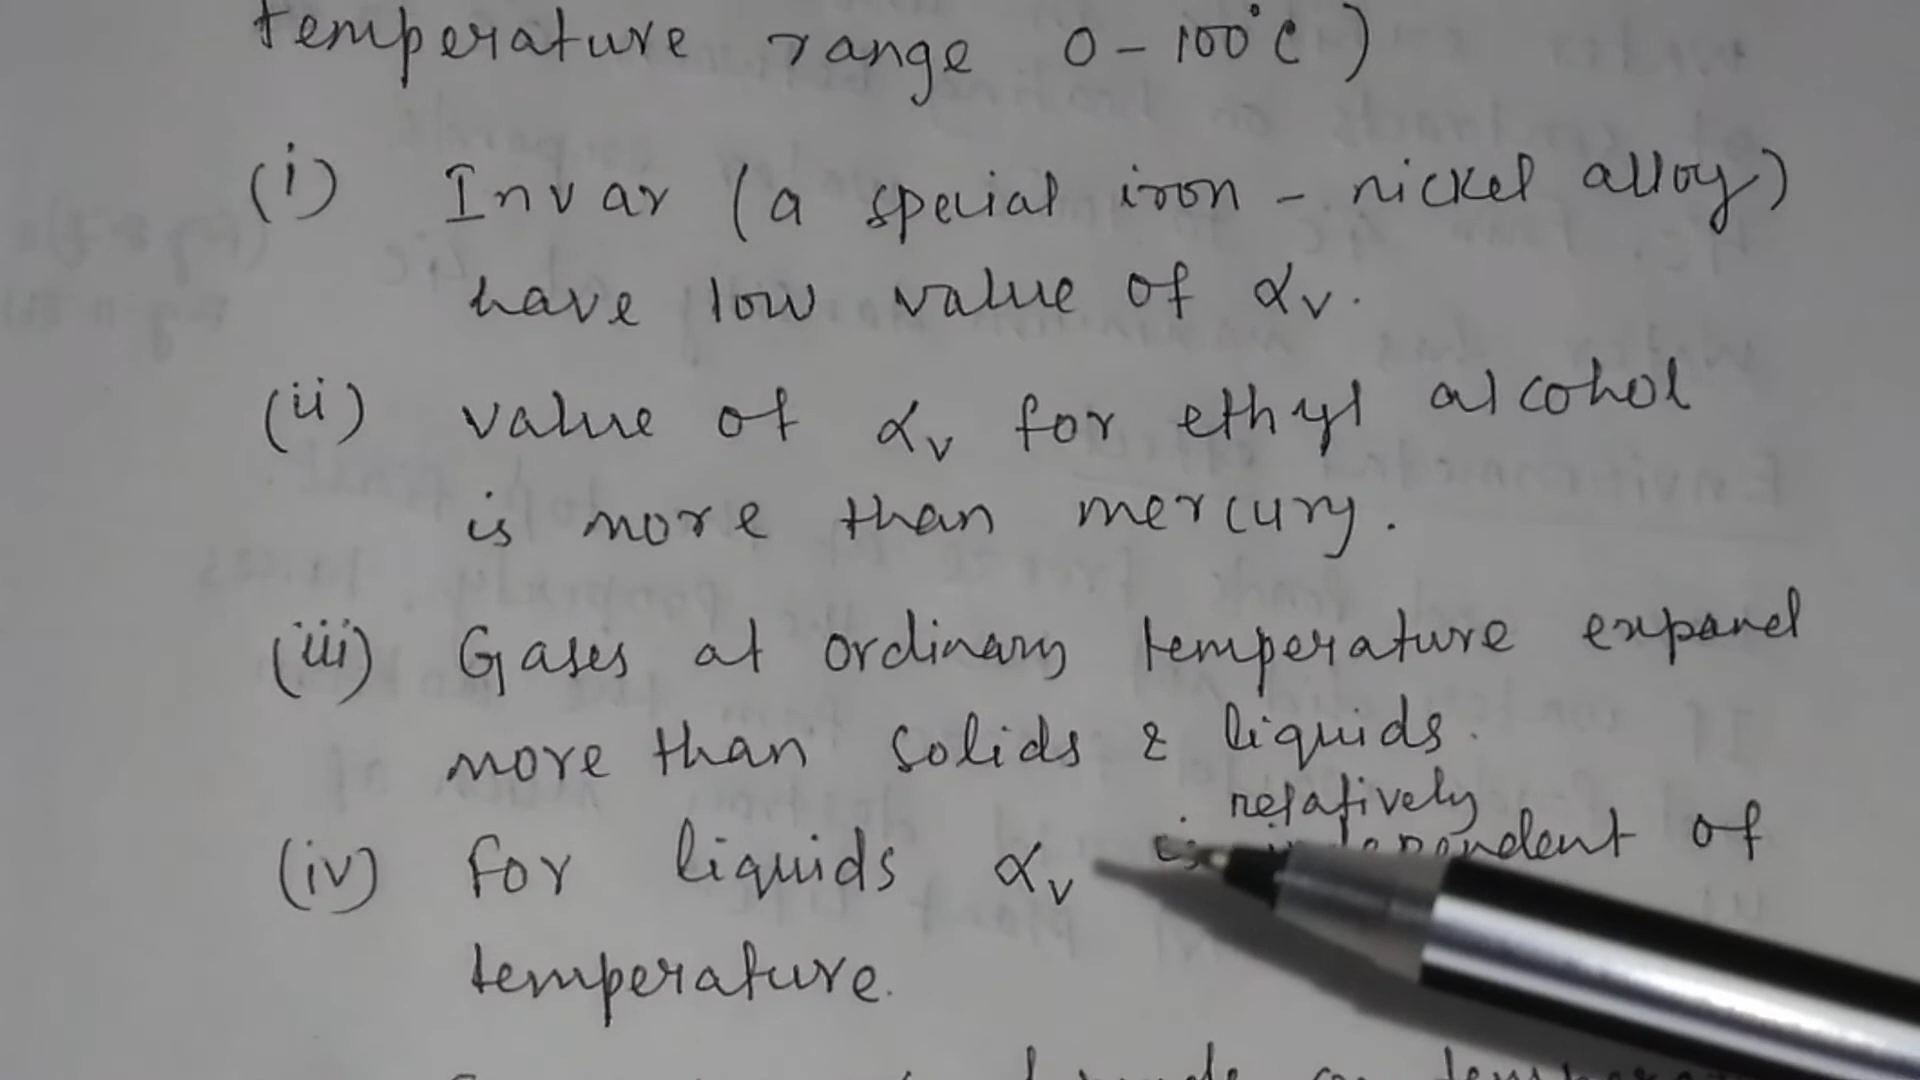 temperature range 0-100°C)
(i) Invar (a special iron - nickel alloy)
have low value of αv.
(ii) value of αv for ethyl alcohol
is more than mercury.
(iii) Gases at ordinary temperature expand
more than solids & liquids.
relatively
(iv) For liquids αv is independent of
temperature.